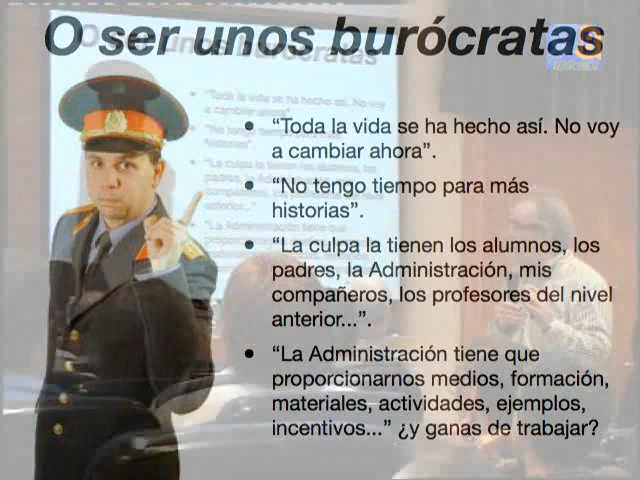 O ser unos burócratas
• “Toda la vida se ha hecho así. No voy
a cambiar ahora”.
• “No tengo tiempo para más
historias”.
• “La culpa la tienen los alumnos, los
padres, la Administración, mis
compañeros, los profesores del nivel
anterior...”.
• “La Administración tiene que
proporcionarnos medios, formación,
materiales, actividades, ejemplos,
incentivos...” ¿y ganas de trabajar?